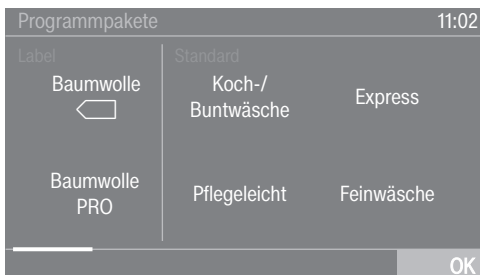 Programmpakete 11:02
Label
Standard
Baumwolle
Koch-/
Buntwäsche
Express
Baumwolle
PRO
Pflegeleicht
Feinwäsche
OK